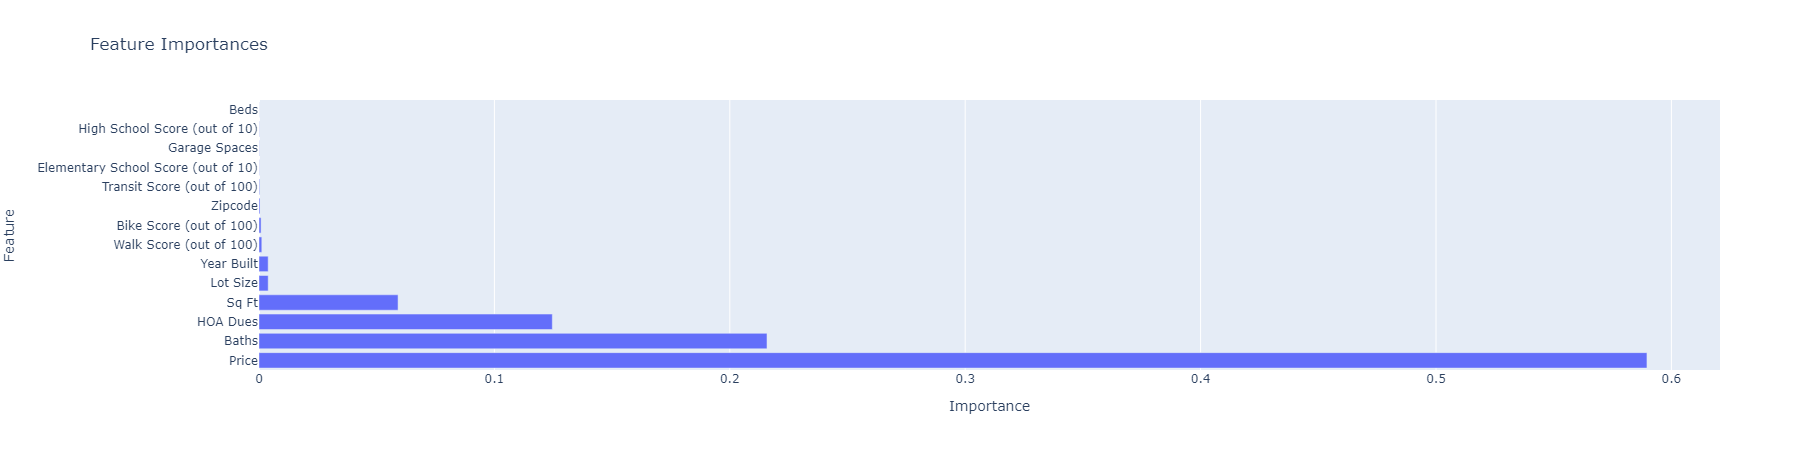 Feature Importances
Beds
High School Score (out of 10)
Garage Spaces
Elementary School Score (out of 10)
Transit Score (out of 100)
Zipcode
Bike Score (out of 100)
Walk Score (out of 100)
Year Built
Lot Size
Sq Ft
HOA Dues
Baths
Price
Feature
0 0.1 0.2 0.3 0.4 0.5 0.6
Importance